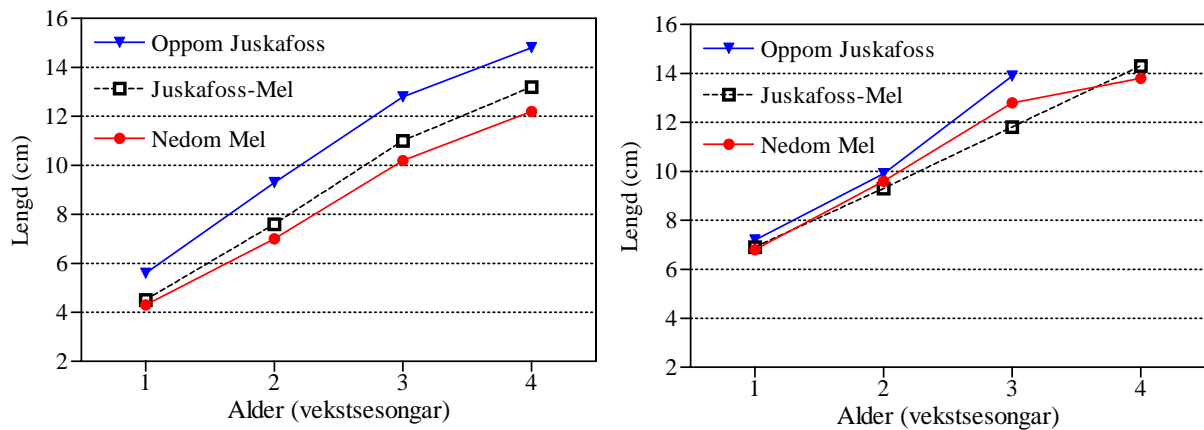 16
14
12
10
8
6
4
2
Lengd (cm)
Oppom Juskafoss
Juskafoss-Mel
Nedom Mel
1 2 3 4
Alder (vekstsesongar)
16
14
12
10
8
6
4
2
Lengd (cm)
Oppom Juskafoss
Juskafoss-Mel
Nedom Mel
1 2 3 4
Alder (vekstsesongar)